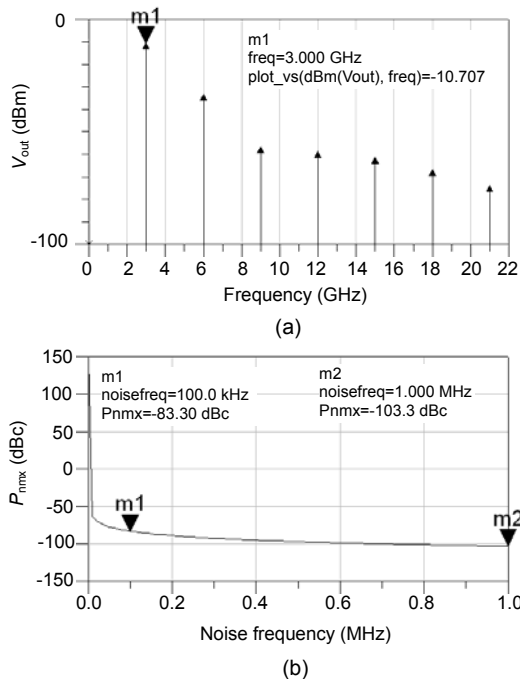 0
m1
m1
freq=3.000 GHz
plot_vs(dBm(Vout), freq)=-10.707
Vout (dBm)
-100
0 2 4 6 8 10 12 14 16 18 20 22
Frequency (GHz)
(a)
150
100
50
0
-50
-100
-150
m1
noisefreq=100.0 kHz
Pnmx=-83.30 dBc
m2
noisefreq=1.000 MHz
Pnmx=-103.3 dBc
Pnmx (dBc)
m1
m2
0.0 0.2 0.4 0.6 0.8 1.0
Noise frequency (MHz)
(b)